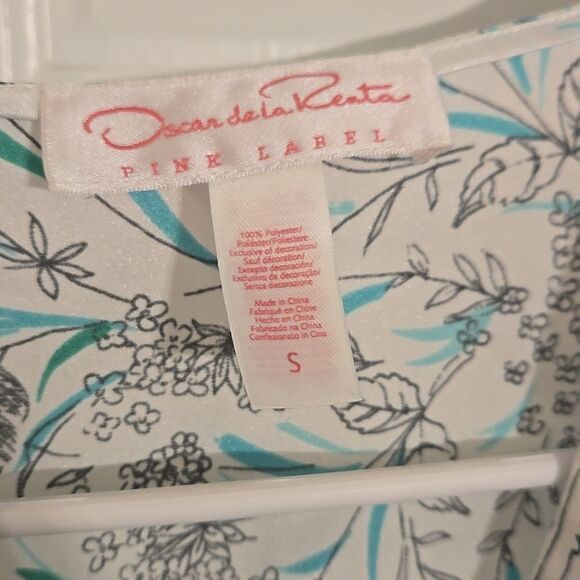 Oscar de la Renta
PINK LABEL
100% Polyester/
Poliéster/Poliestere
Exclusive of decoration/
Sauf décoration/
Excepto decoración/
Exclusivo de decoração/
Senza decorazione
Made in China
Fabriqué en Chine
Hecho en China
Fabricado na China
Confezionato in Cina
S